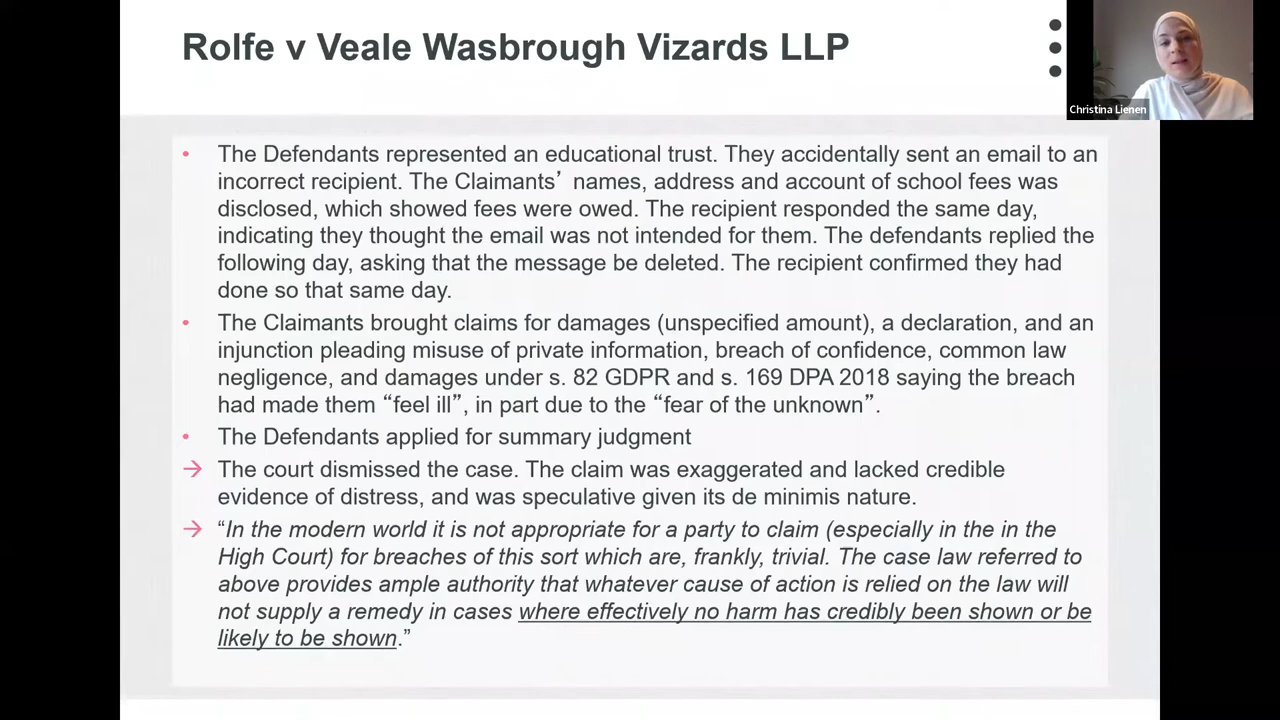 Rolfe v Veale Wasbrough Vizards LLP
Christina Lienen
• The Defendants represented an educational trust. They accidentally sent an email to an
incorrect recipient. The Claimants’ names, address and account of school fees was
disclosed, which showed fees were owed. The recipient responded the same day,
indicating they thought the email was not intended for them. The defendants replied the
following day, asking that the message be deleted. The recipient confirmed they had
done so that same day.
• The Claimants brought claims for damages (unspecified amount), a declaration, and an
injunction pleading misuse of private information, breach of confidence, common law
negligence, and damages under s. 82 GDPR and s. 169 DPA 2018 saying the breach
had made them “feel ill”, in part due to the “fear of the unknown”.
• The Defendants applied for summary judgment
→ The court dismissed the case. The claim was exaggerated and lacked credible
evidence of distress, and was speculative given its de minimis nature.
→ “In the modern world it is not appropriate for a party to claim (especially in the in the
High Court) for breaches of this sort which are, frankly, trivial. The case law referred to
above provides ample authority that whatever cause of action is relied on the law will
not supply a remedy in cases where effectively no harm has credibly been shown or be
likely to be shown.”